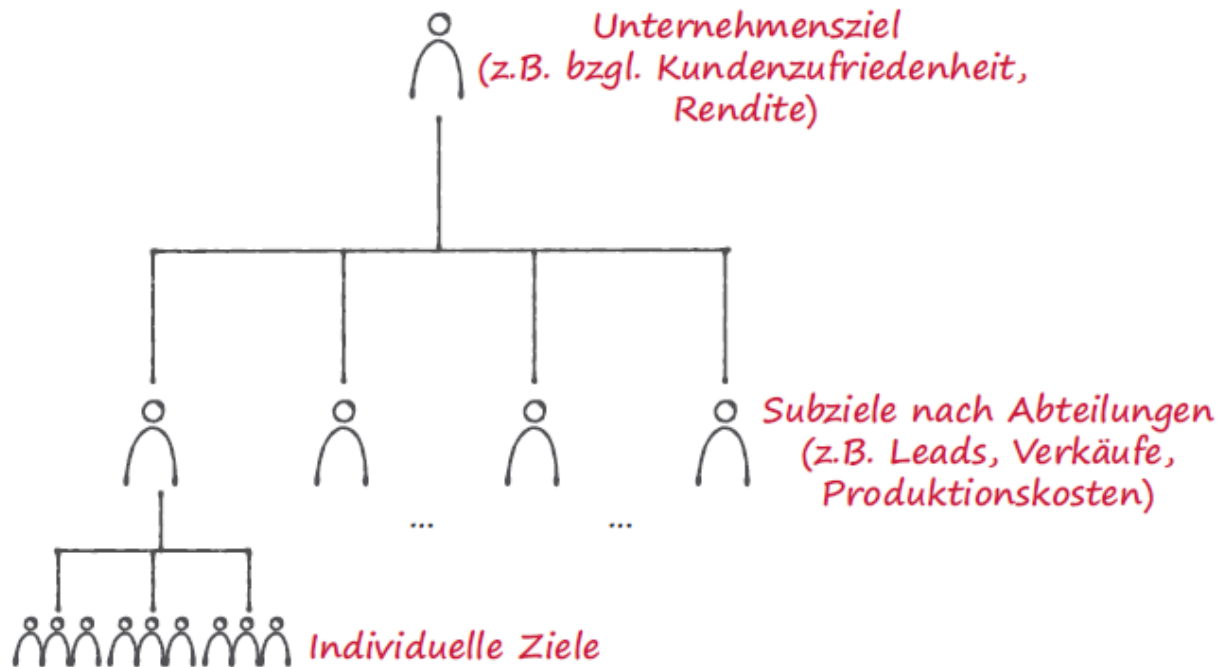 Unternehmensziel
(z.B. bzgl. Kundenzufriedenheit,
Rendite)
Subziele nach Abteilungen
(z.B. Leads, Verkäufe,
Produktionskosten)
... ...
Individuelle Ziele